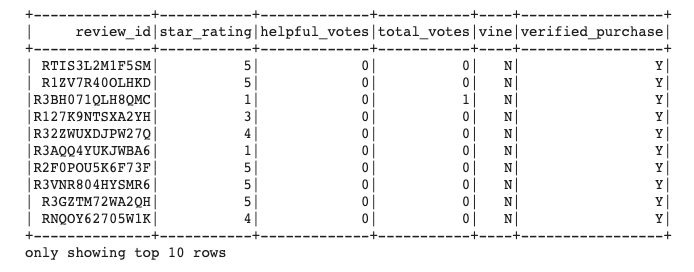 +--------------+-----------+-------------+-----------+----+-----------------+
|     review_id|star_rating|helpful_votes|total_votes|vine|verified_purchase|
+--------------+-----------+-------------+-----------+----+-----------------+
| RTIS3L2M1F5SM|          5|            0|          0|   N|                Y|
| R1ZV7R40OLHKD|          5|            0|          0|   N|                Y|
|R3BH071QLH8QMC|          1|            0|          1|   N|                Y|
|R127K9NTSXA2YH|          3|            0|          0|   N|                Y|
|R32ZWUXDJPW27Q|          4|            0|          0|   N|                Y|
|R3AQQ4YUKJWBA6|          1|            0|          0|   N|                Y|
|R2F0POU5K6F73F|          5|            0|          0|   N|                Y|
|R3VNR804HYSMR6|          5|            0|          0|   N|                Y|
| R3GZTM72WA2QH|          5|            0|          0|   N|                Y|
| RNQOY62705W1K|          4|            0|          0|   N|                Y|
+--------------+-----------+-------------+-----------+----+-----------------+
only showing top 10 rows